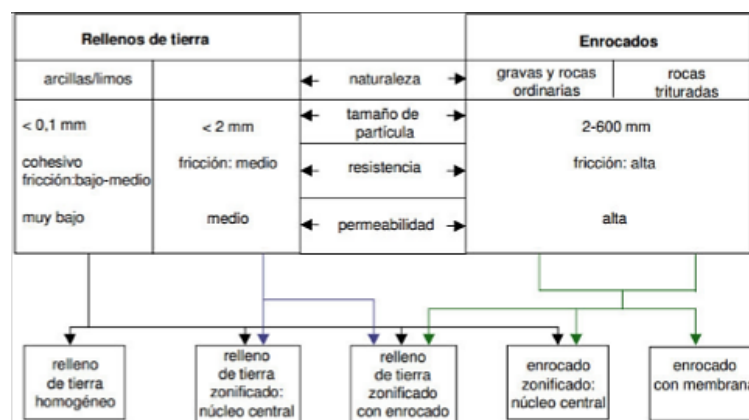 Rellenos de tierra
Enrocados
arcillas/limos
naturaleza
gravas y rocas
ordinarias
rocas
trituradas
< 0,1 mm
< 2 mm
tamaño de
partícula
2-600 mm
cohesivo
fricción:bajo-medio
fricción: medio
resistencia
fricción: alta
muy bajo
medio
permeabilidad
alta
relleno
de tierra
homogéneo
relleno
de tierra
zonificado:
núcleo central
relleno
de tierra
zonificado
con enrocado
enrocado
zonificado:
núcleo central
enrocado
con membrana